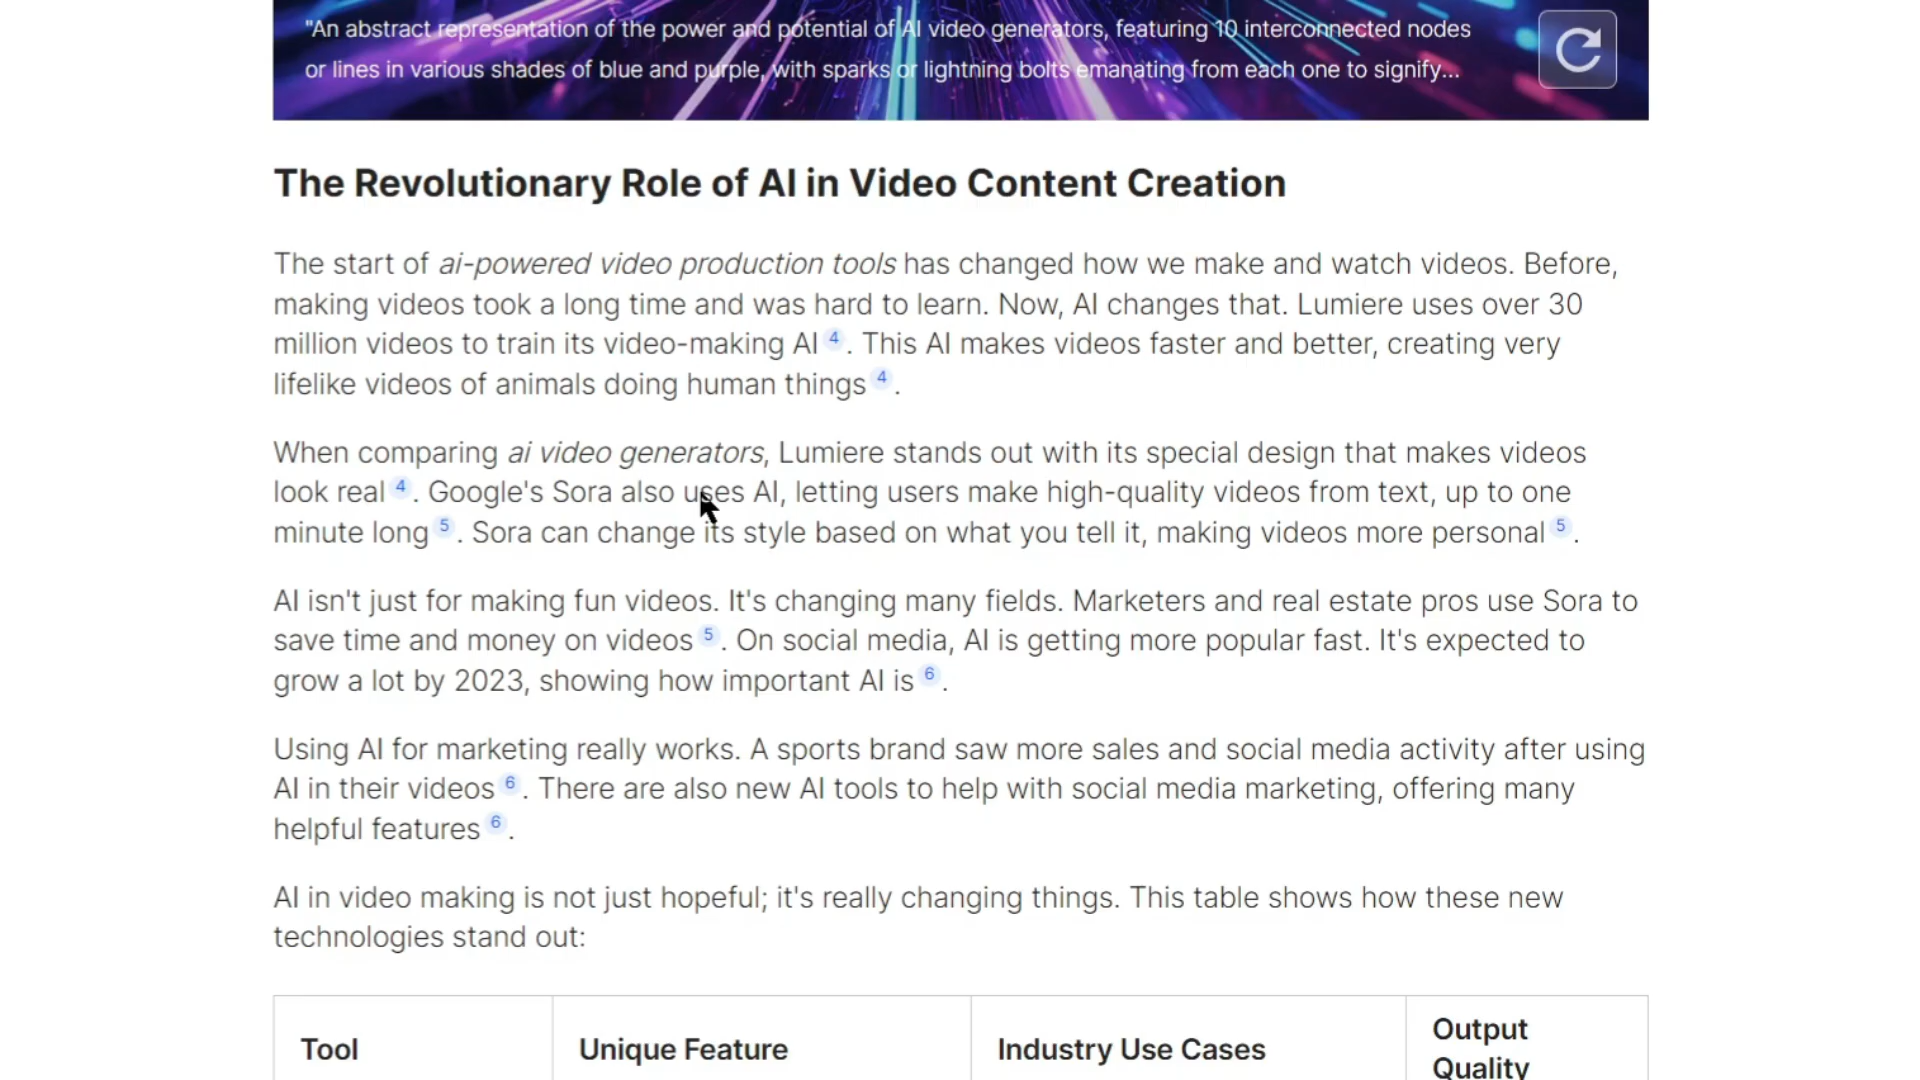 "An abstract representation of the power and potential of AI video generators, featuring 10 interconnected nodes
or lines in various shades of blue and purple, with sparks or lightning bolts emanating from each one to signify...
The Revolutionary Role of AI in Video Content Creation
The start of ai-powered video production tools has changed how we make and watch videos. Before,
making videos took a long time and was hard to learn. Now, AI changes that. Lumiere uses over 30
million videos to train its video-making AI 4 . This AI makes videos faster and better, creating very
lifelike videos of animals doing human things 4 .
When comparing ai video generators, Lumiere stands out with its special design that makes videos
look real 4 . Google's Sora also uses AI, letting users make high-quality videos from text, up to one
minute long 5 . Sora can change its style based on what you tell it, making videos more personal 5 .
AI isn't just for making fun videos. It's changing many fields. Marketers and real estate pros use Sora to
save time and money on videos 5 . On social media, AI is getting more popular fast. It's expected to
grow a lot by 2023, showing how important AI is 6 .
Using AI for marketing really works. A sports brand saw more sales and social media activity after using
AI in their videos 6 . There are also new AI tools to help with social media marketing, offering many
helpful features 6 .
AI in video making is not just hopeful; it's really changing things. This table shows how these new
technologies stand out:
Tool
Unique Feature
Industry Use Cases
Output
Quality